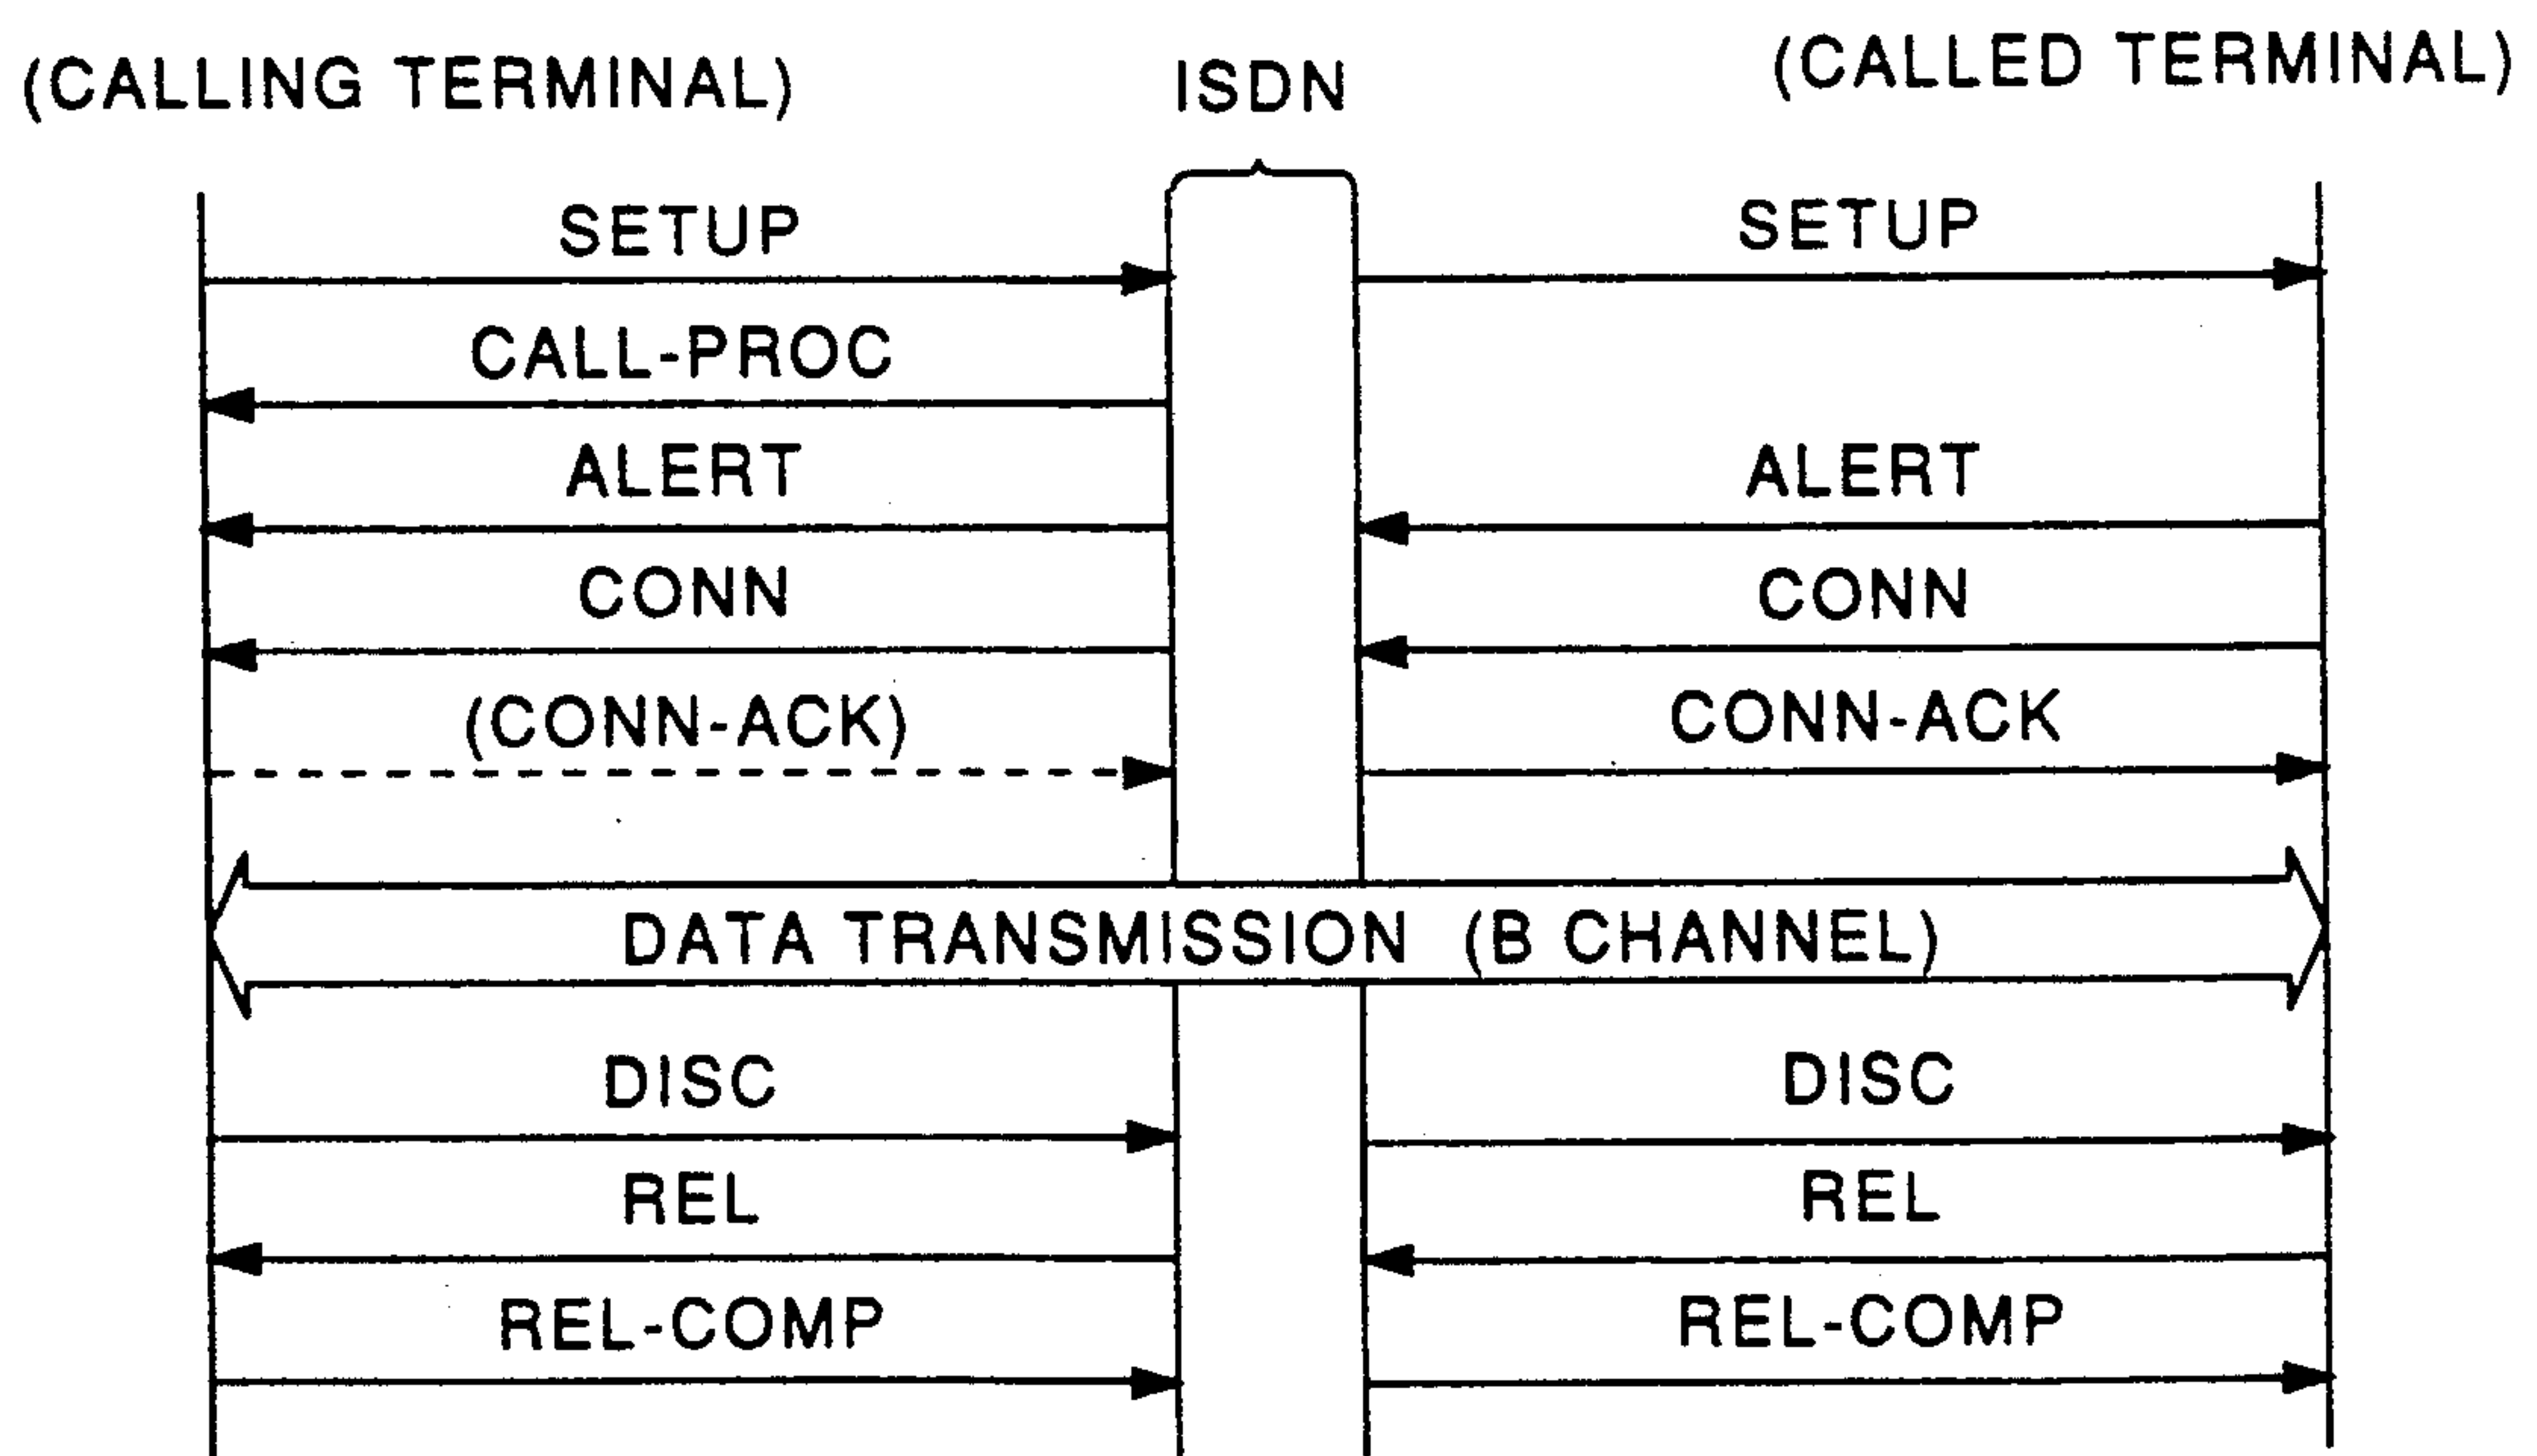 (CALLING TERMINAL)
ISDN
(CALLED TERMINAL)
SETUP
SETUP
CALL-PROC
ALERT
ALERT
CONN
CONN
(CONN-ACK)
CONN-ACK
DATA TRANSMISSION (B CHANNEL)
DISC
DISC
REL
REL
REL-COMP
REL-COMP